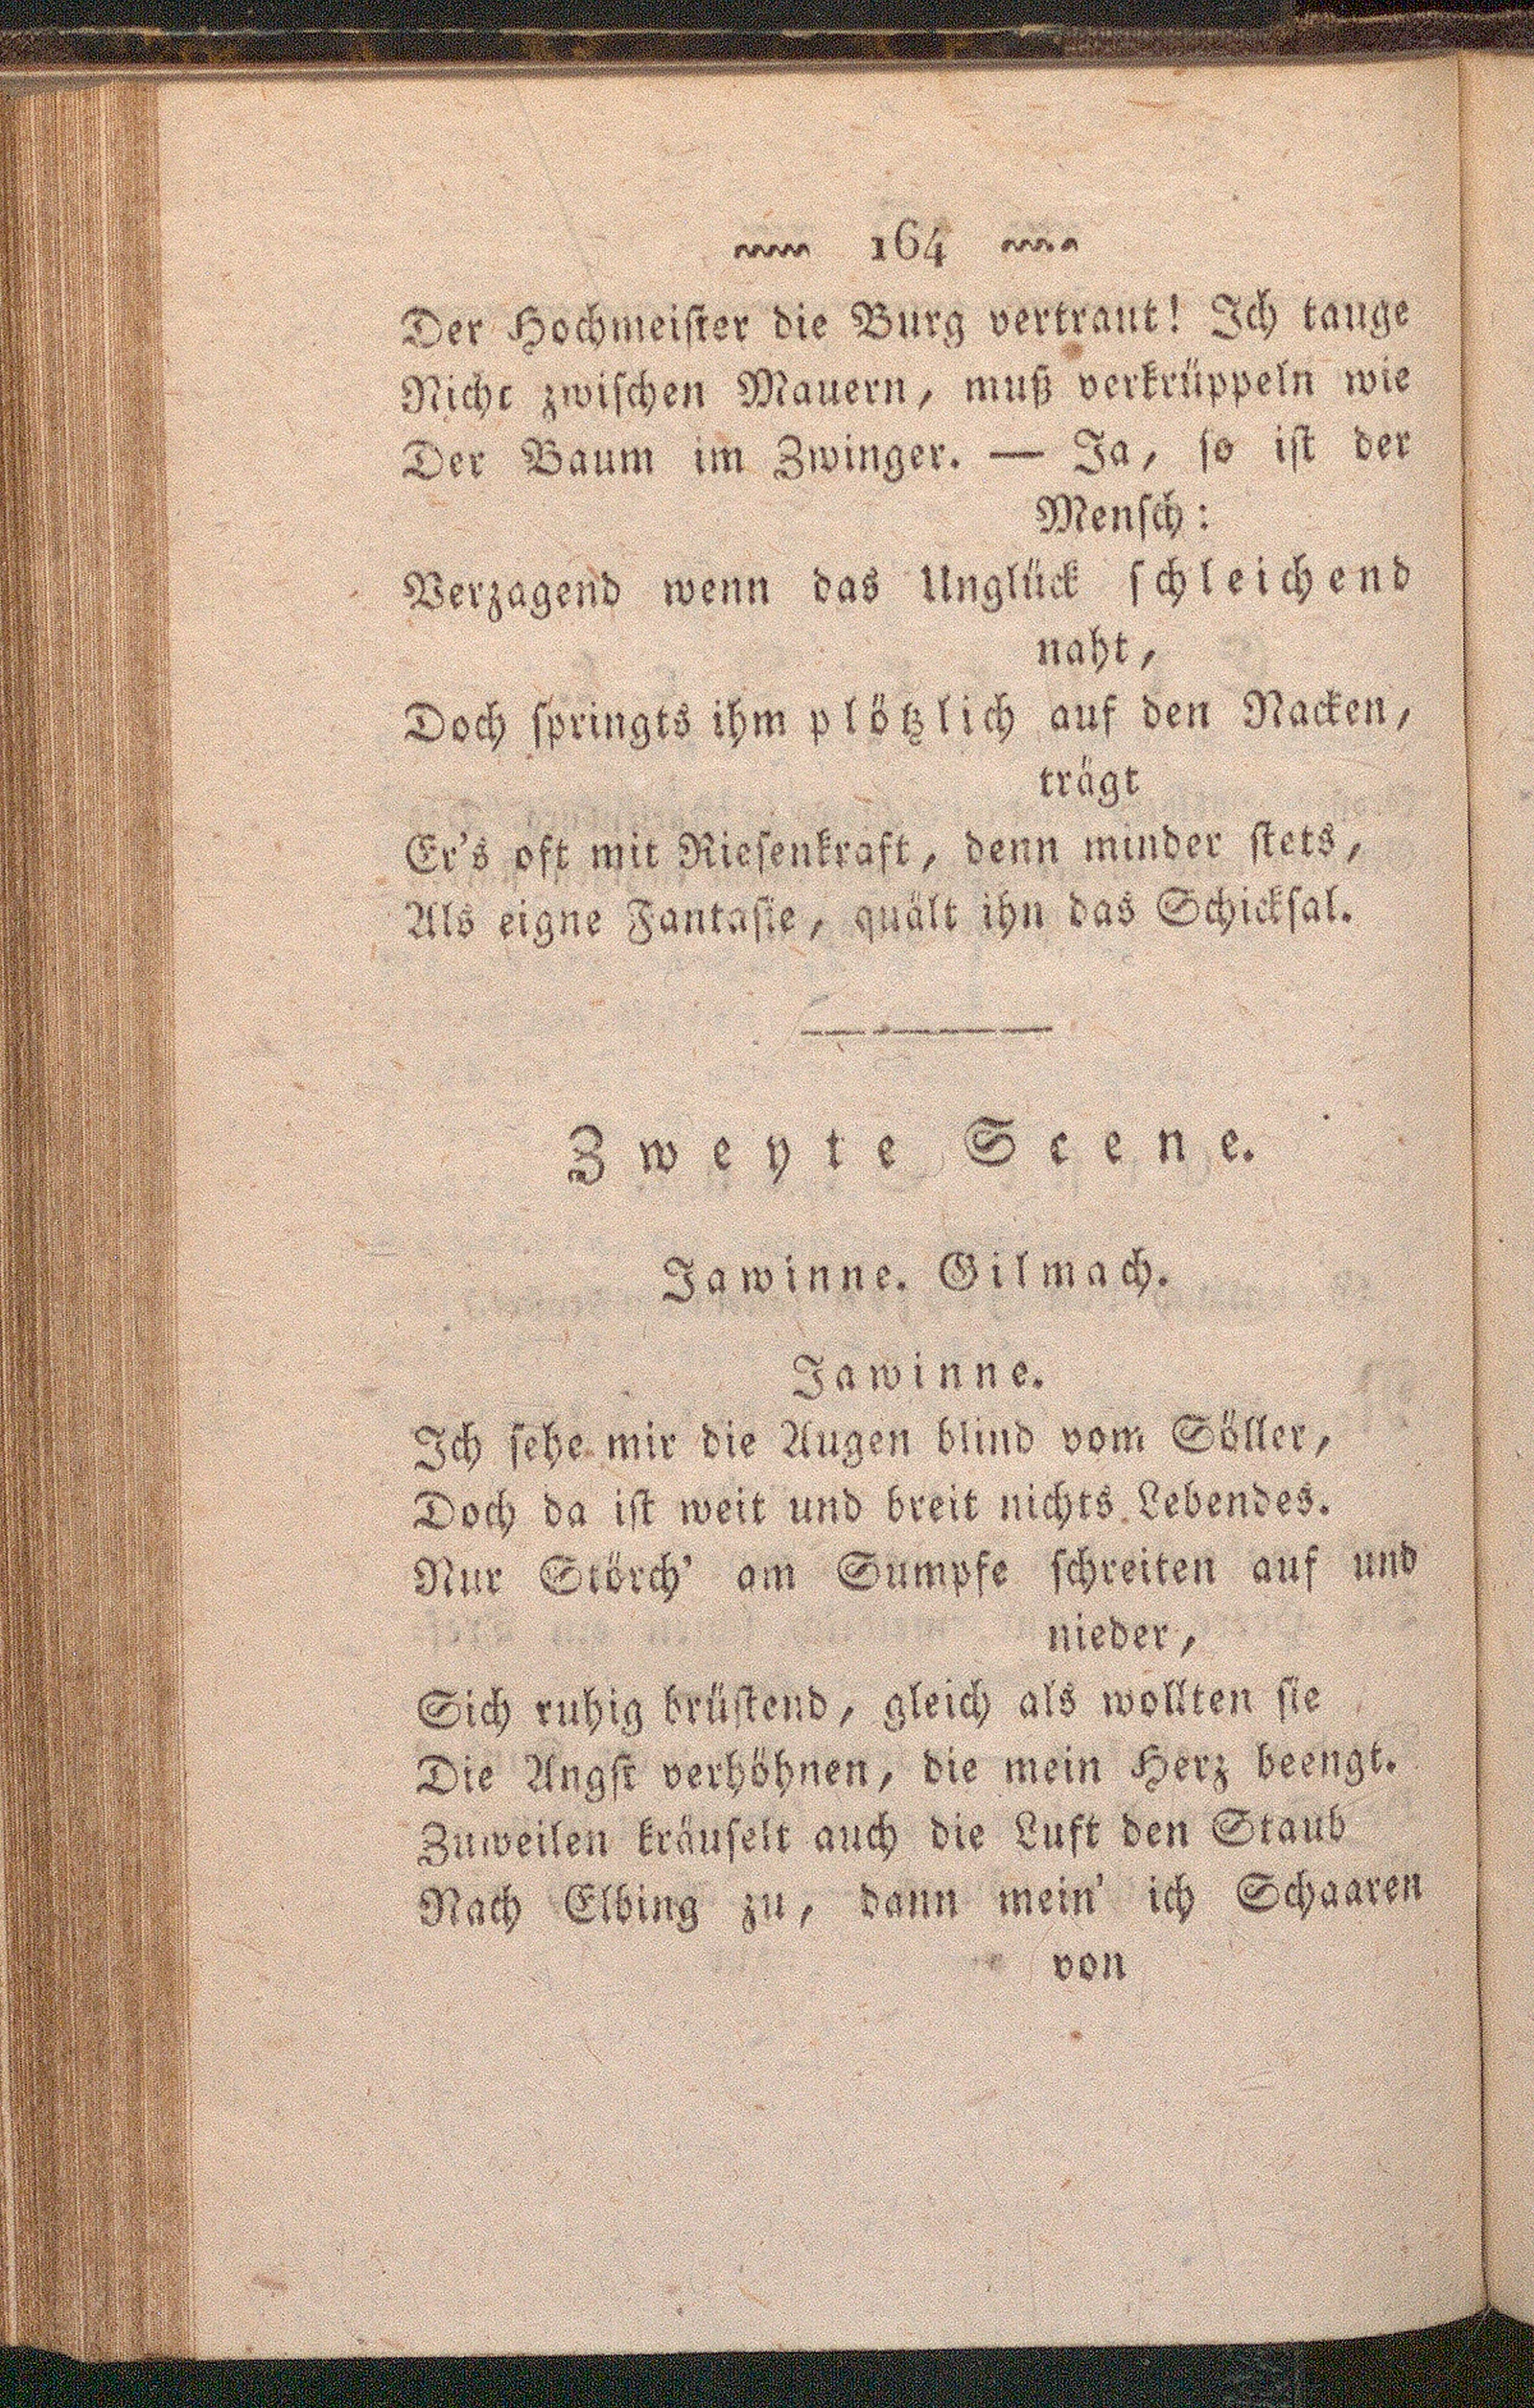 164
Der Hochmeister die Burg vertraut! Ich tauge
Nicht zwischen Mauern, muß verkrüppeln wie
Der Baum im Zwinger. — Ja, so ist der
Mensch:
Verzagend wenn das Unglück schleichend
naht,
Doch springts ihm plötzlich auf den Nacken,
trägt
Er's oft mit Riesenkraft, denn minder stets,
Als eigne Fantasie, quält ihn das Schicksal.
Zweyte Scene.
Jawinne. Gilmach.
Jawinne.
Ich sehe mir die Augen blind vom Söller,
Doch da ist weit und breit nichts Lebendes.
Nur Störch' am Sumpfe schreiten auf und
nieder,
Sich ruhig brüstend, gleich als wollten sie
Die Angst verhöhnen, die mein Herz beengt.
Zuweilen kräuselt auch die Luft den Staub
Nach Elbing zu, dann mein' ich Schaaren
von